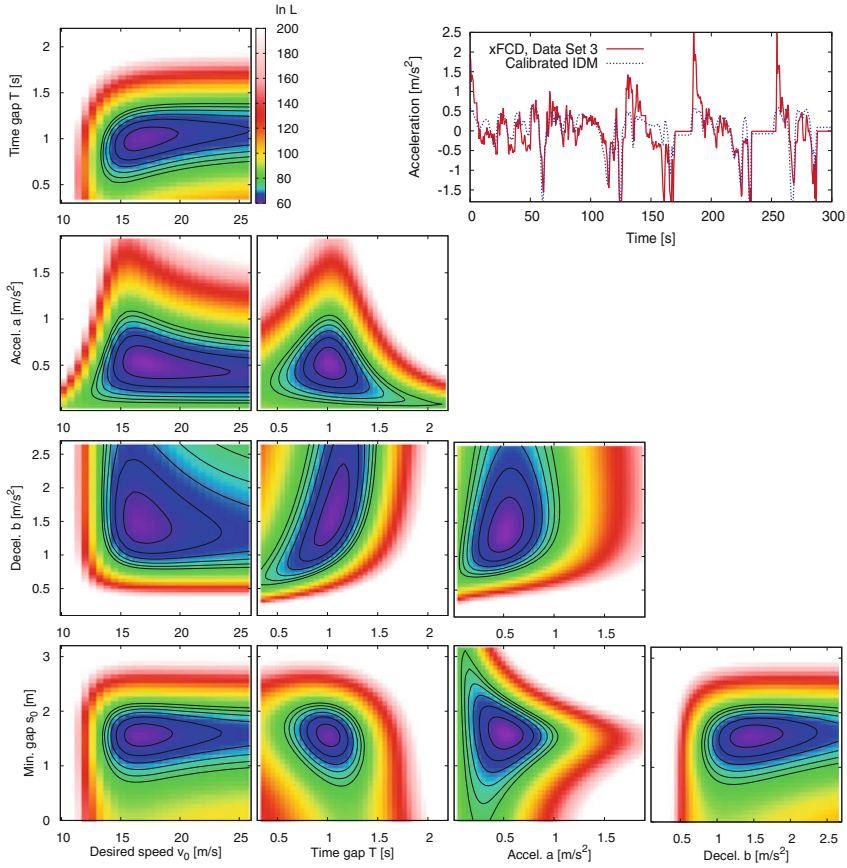 ln L
200
180
160
140
120
100
80
60
Time gap T [s]
2
1.5
1
0.5
10 15 20 25
Acceleration [m/s²]
2.5
2
1.5
1
0.5
0
-0.5
-1
-1.5
xFCD, Data Set 3
Calibrated IDM
0 50 100 150 200 250 300
Time [s]
Accel. a [m/s²]
1.5
1
0.5
10 15 20 25
0.5 1 1.5 2
Decel. b [m/s²]
2.5
2
1.5
1
0.5
0
10 15 20 25
0.5 1 1.5 2
0.5 1 1.5
Min. gap s₀ [m]
3
2
1
0
10 15 20 25
Desired speed v₀ [m/s]
0.5 1 1.5 2
Time gap T [s]
0.5 1 1.5
Accel. a [m/s²]
0 0.5 1 1.5 2 2.5
Decel. b [m/s²]